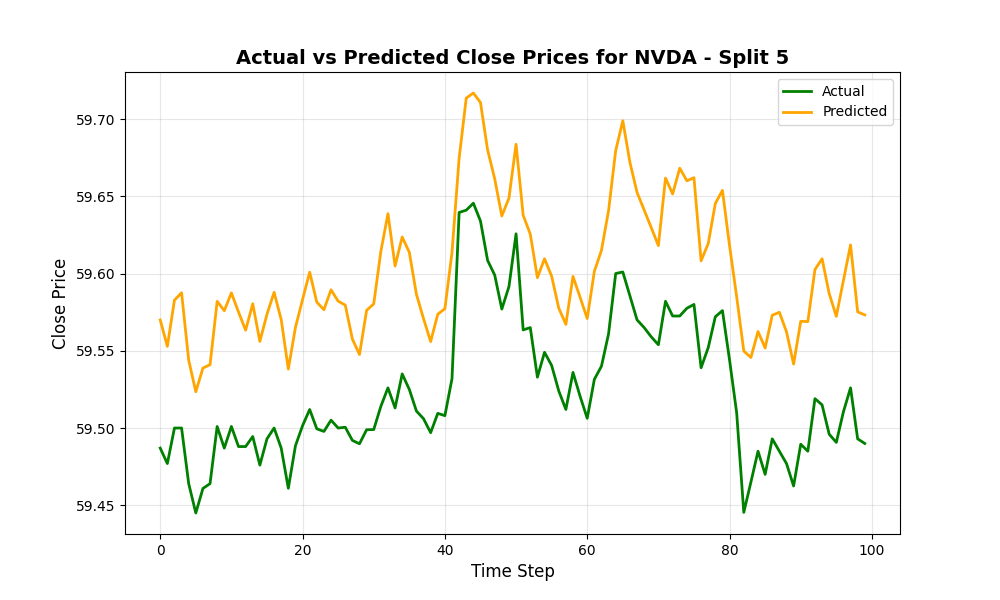 Actual vs Predicted Close Prices for NVDA - Split 5
Actual
Predicted
Close Price
59.70
59.65
59.60
59.55
59.50
59.45
0 20 40 60 80 100
Time Step